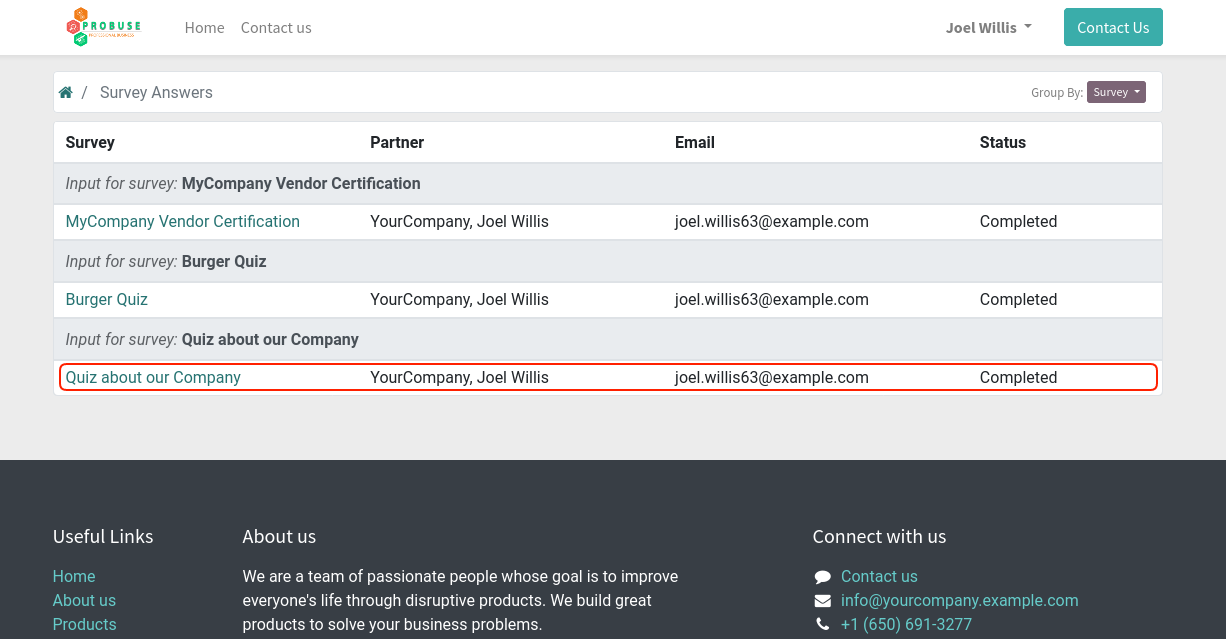 PROBUSE
PROFESSIONAL BUSINESS
Home Contact us Joel Willis Contact Us
/ Survey Answers Group By: Survey
Survey Partner Email Status
Input for survey: MyCompany Vendor Certification
MyCompany Vendor Certification YourCompany, Joel Willis joel.willis63@example.com Completed
Input for survey: Burger Quiz
Burger Quiz YourCompany, Joel Willis joel.willis63@example.com Completed
Input for survey: Quiz about our Company
Quiz about our Company YourCompany, Joel Willis joel.willis63@example.com Completed
Useful Links About us Connect with us
Home We are a team of passionate people whose goal is to improve Contact us
About us everyone's life through disruptive products. We build great info@yourcompany.example.com
Products products to solve your business problems. +1 (650) 691-3277